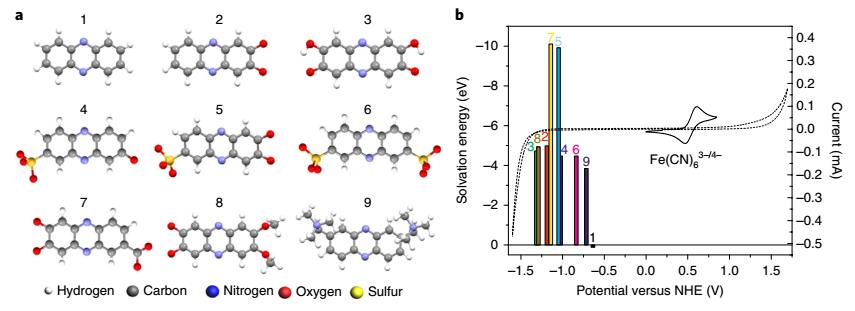 a
1 2 3
4 5 6
7 8 9
Hydrogen Carbon Nitrogen Oxygen Sulfur
b
Solvation energy (eV)
−10
−8
−6
−4
−2
0
7 5
3 8 2 4 6 9 1
Fe(CN)6 3−/4−
0.4
0.3
0.2
0.1
0.0
−0.1
−0.2
−0.3
−0.4
−0.5
Current (mA)
−1.5 −1.0 −0.5 0.0 0.5 1.0 1.5
Potential versus NHE (V)